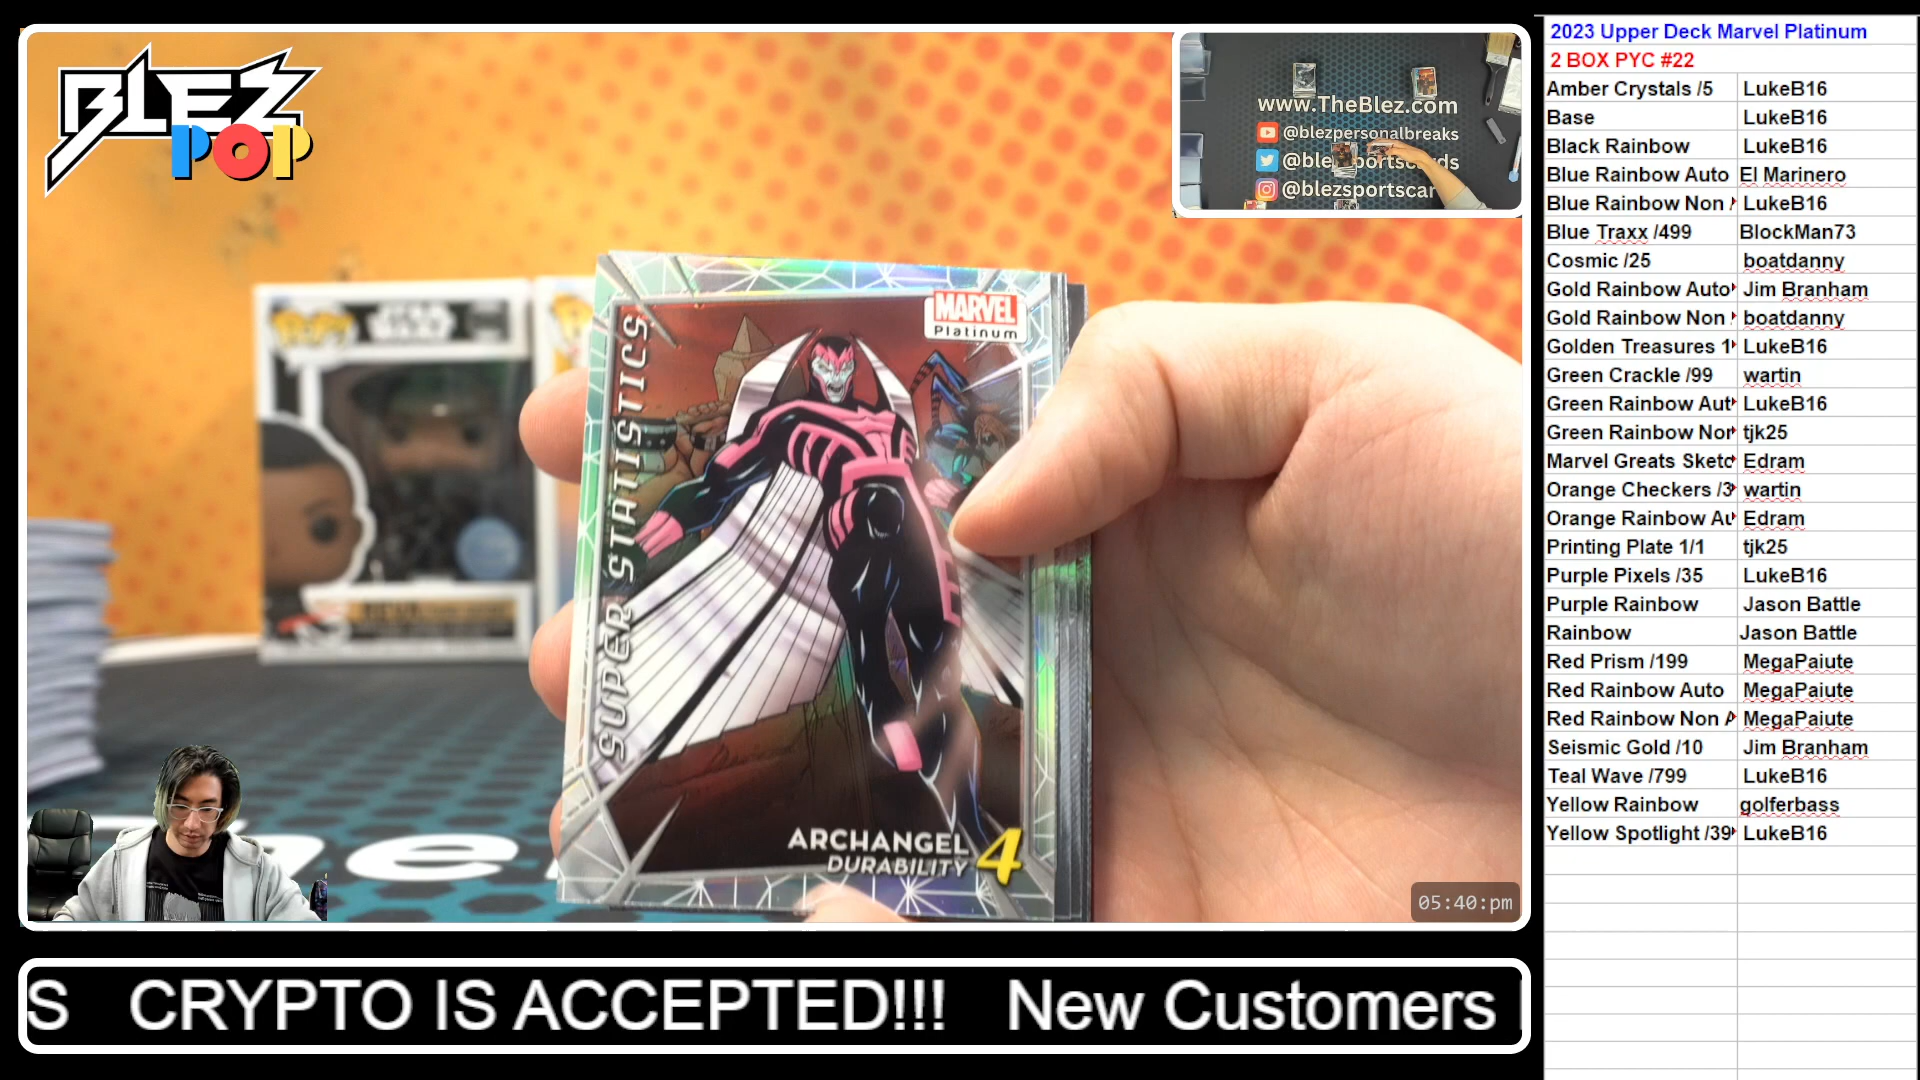 BLEZ
POP
www.TheBlez.com
@blezpersonalbreaks
MARVEL
Platinum
SUPER STATISTICS
ARCHANGEL
DURABILITY 4
05:40:pm
S CRYPTO IS ACCEPTED!!! New Customers
2023 Upper Deck Marvel Platinum
2 BOX PYC #22
Amber Crystals /5 LukeB16
Base LukeB16
Black Rainbow LukeB16
Blue Rainbow Auto El Marinero
Blue Rainbow Non LukeB16
Blue Traxx /499 BlockMan73
Cosmic /25 boatdanny
Gold Rainbow Auto Jim Branham
Gold Rainbow Non boatdanny
Golden Treasures 1 LukeB16
Green Crackle /99 wartin
Green Rainbow Aut LukeB16
Green Rainbow Nor tjk25
Marvel Greats Sketc Edram
Orange Checkers /3 wartin
Orange Rainbow Au Edram
Printing Plate 1/1 tjk25
Purple Pixels /35 LukeB16
Purple Rainbow Jason Battle
Rainbow Jason Battle
Red Prism /199 MegaPaiute
Red Rainbow Auto MegaPaiute
Red Rainbow Non A MegaPaiute
Seismic Gold /10 Jim Branham
Teal Wave /799 LukeB16
Yellow Rainbow golferbass
Yellow Spotlight /39 LukeB16